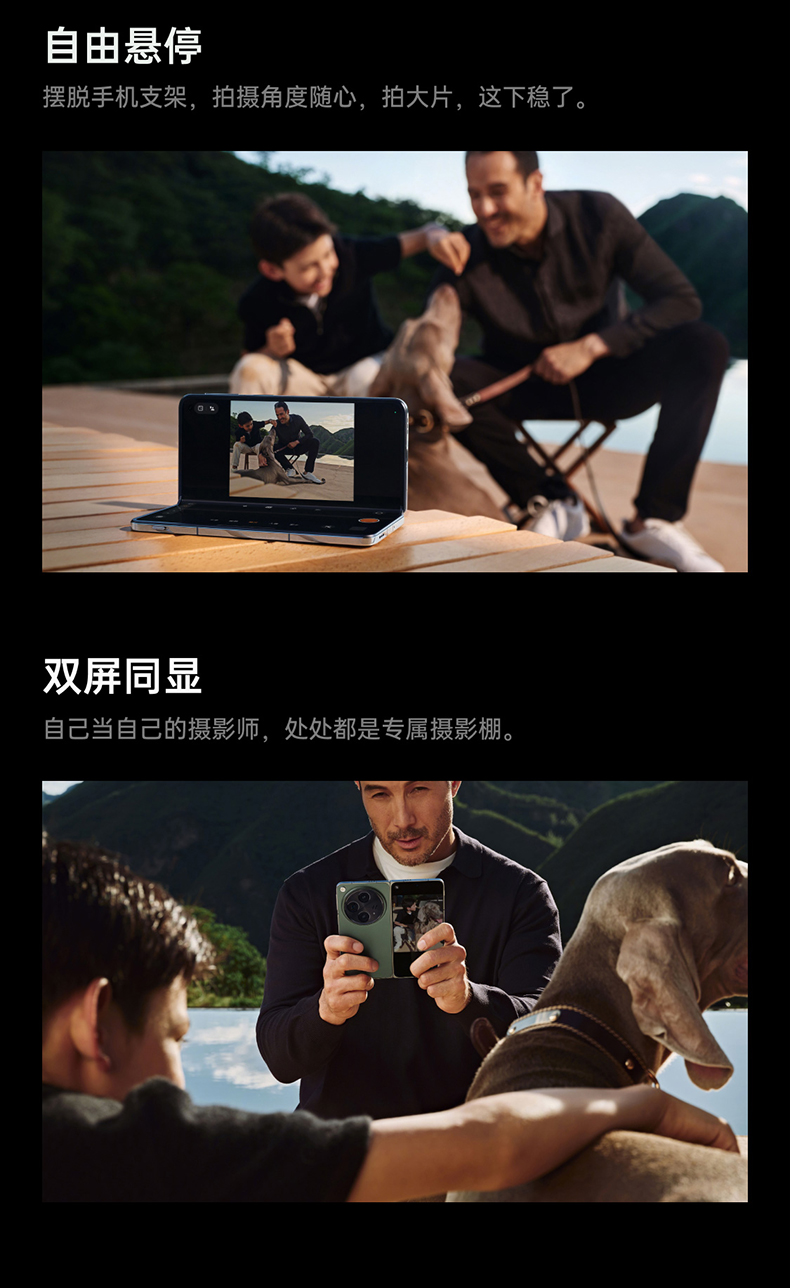 自由悬停
摆脱手机支架，拍摄角度随心，拍大片，这下稳了。
双屏同显
自己当自己的摄影师，处处都是专属摄影棚。